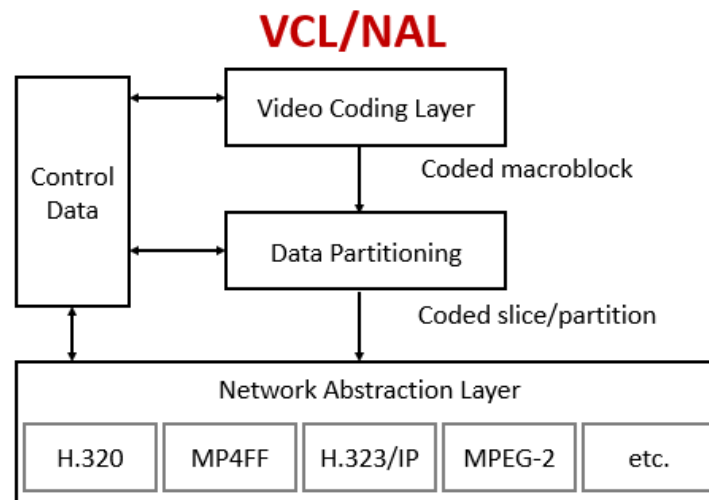 VCL/NAL
Video Coding Layer
Control
Data
Coded macroblock
Data Partitioning
Coded slice/partition
Network Abstraction Layer
H.320
MP4FF
H.323/IP
MPEG-2
etc.